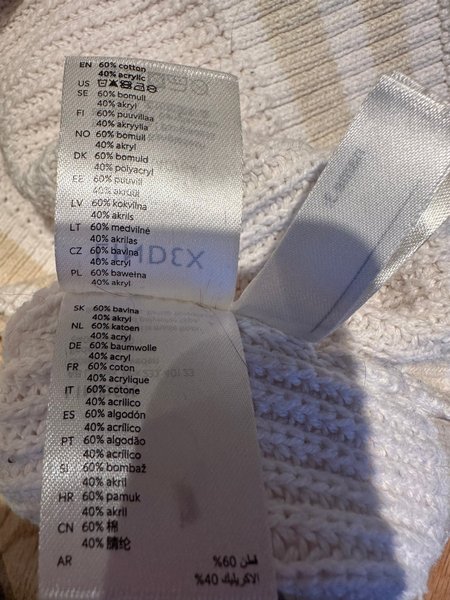 EN 60% cotton
40% acrylic
US
SE 60% bomull
40% akryl
FI 60% puuvillaa
40% akryylia
NO 60% bomull
40% akryl
DK 60% bomuld
40% polyacryl
EE 60% puuvill
40% akrüül
LV 60% kokvilna
40% akrils
LT 60% medvilnė
40% akrilas
CZ 60% bavlna
40% acryl
PL 60% bawełna
40% akryl
SK 60% bavlna
40% akryl
NL 60% katoen
40% acryl
DE 60% baumwolle
40% acryl
FR 60% coton
40% acrylique
IT 60% cotone
40% acrilico
ES 60% algodón
40% acrílico
PT 60% algodão
40% acrílico
SI 60% bombaž
40% akril
HR 60% pamuk
40% akril
CN 60% 棉
40% 腈纶
AR قطن 60%
الاكريليك 40%